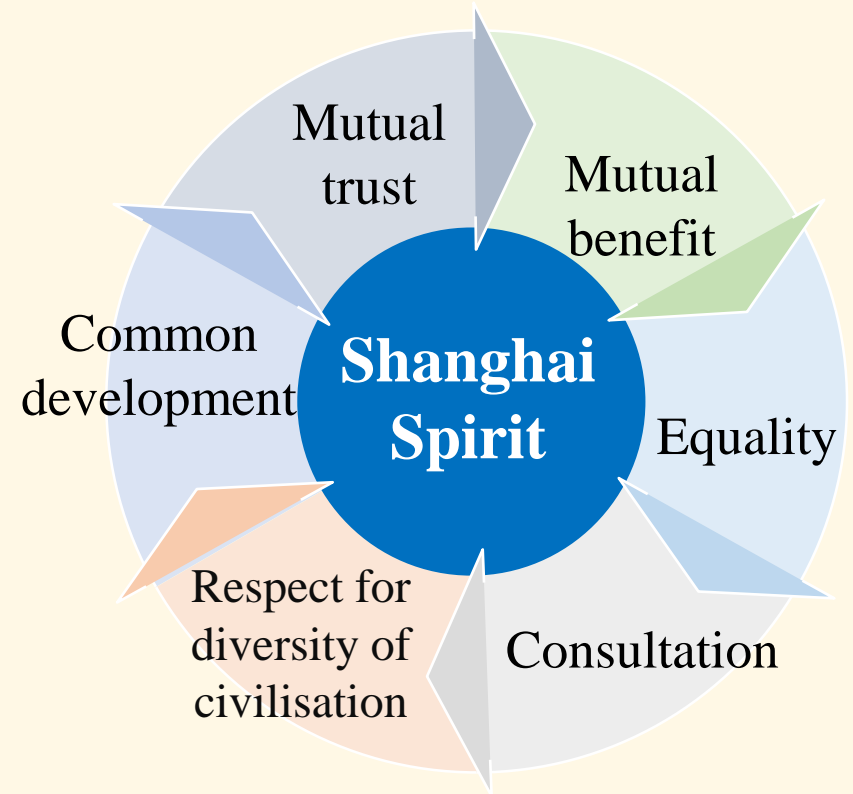 Mutual
trust
Mutual
benefit
Equality
Consultation
Respect for
diversity of
civilisation
Common
development
Shanghai
Spirit